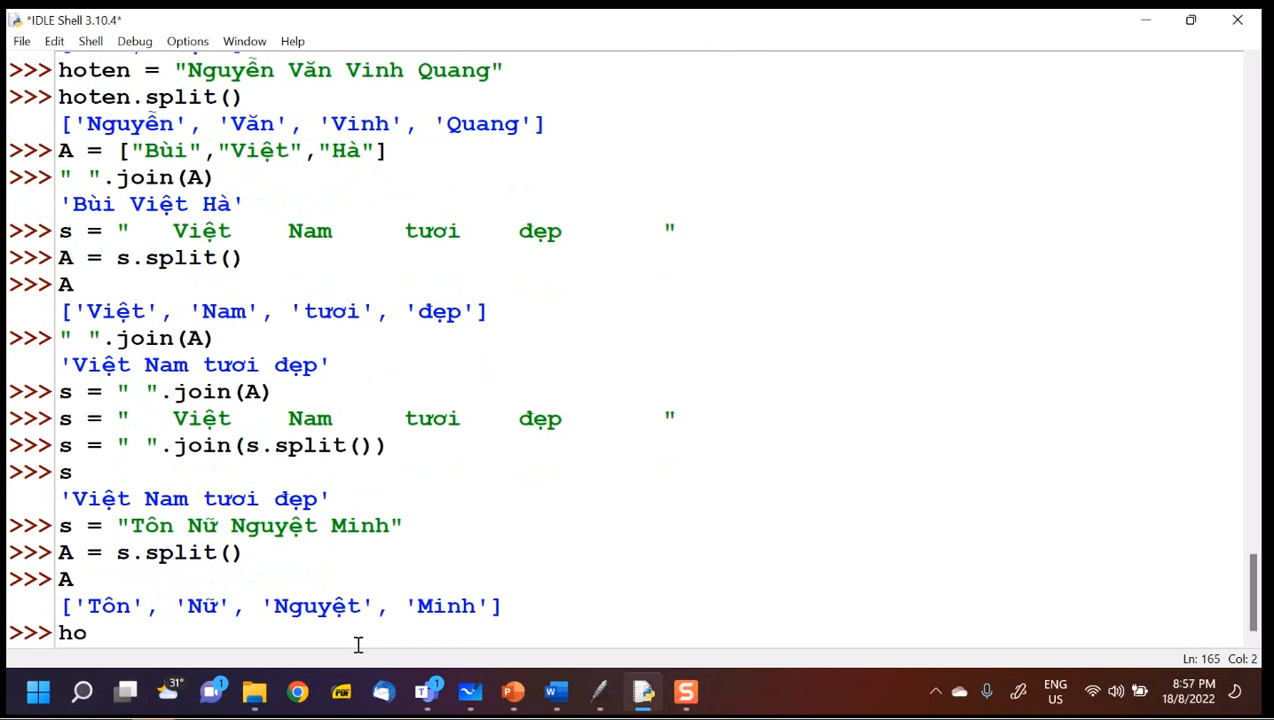 *IDLE Shell 3.10.4*
File Edit Shell Debug Options Window Help
>>> hoten = "Nguyễn Văn Vinh Quang"
>>> hoten.split()
['Nguyễn', 'Văn', 'Vinh', 'Quang']
>>> A = ["Bùi","Việt","Hà"]
>>> " ".join(A)
'Bùi Việt Hà'
>>> s = "   Việt    Nam     tươi    đẹp       "
>>> A = s.split()
>>> A
['Việt', 'Nam', 'tươi', 'đẹp']
>>> " ".join(A)
'Việt Nam tươi đẹp'
>>> s = " ".join(A)
>>> s = "   Việt    Nam     tươi    đẹp       "
>>> s = " ".join(s.split())
>>> s
'Việt Nam tươi đẹp'
>>> s = "Tôn Nữ Nguyệt Minh"
>>> A = s.split()
>>> A
['Tôn', 'Nữ', 'Nguyệt', 'Minh']
>>> ho
Ln: 165 Col: 2
31° 1 PDF 1 ENG US 8:57 PM 18/8/2022